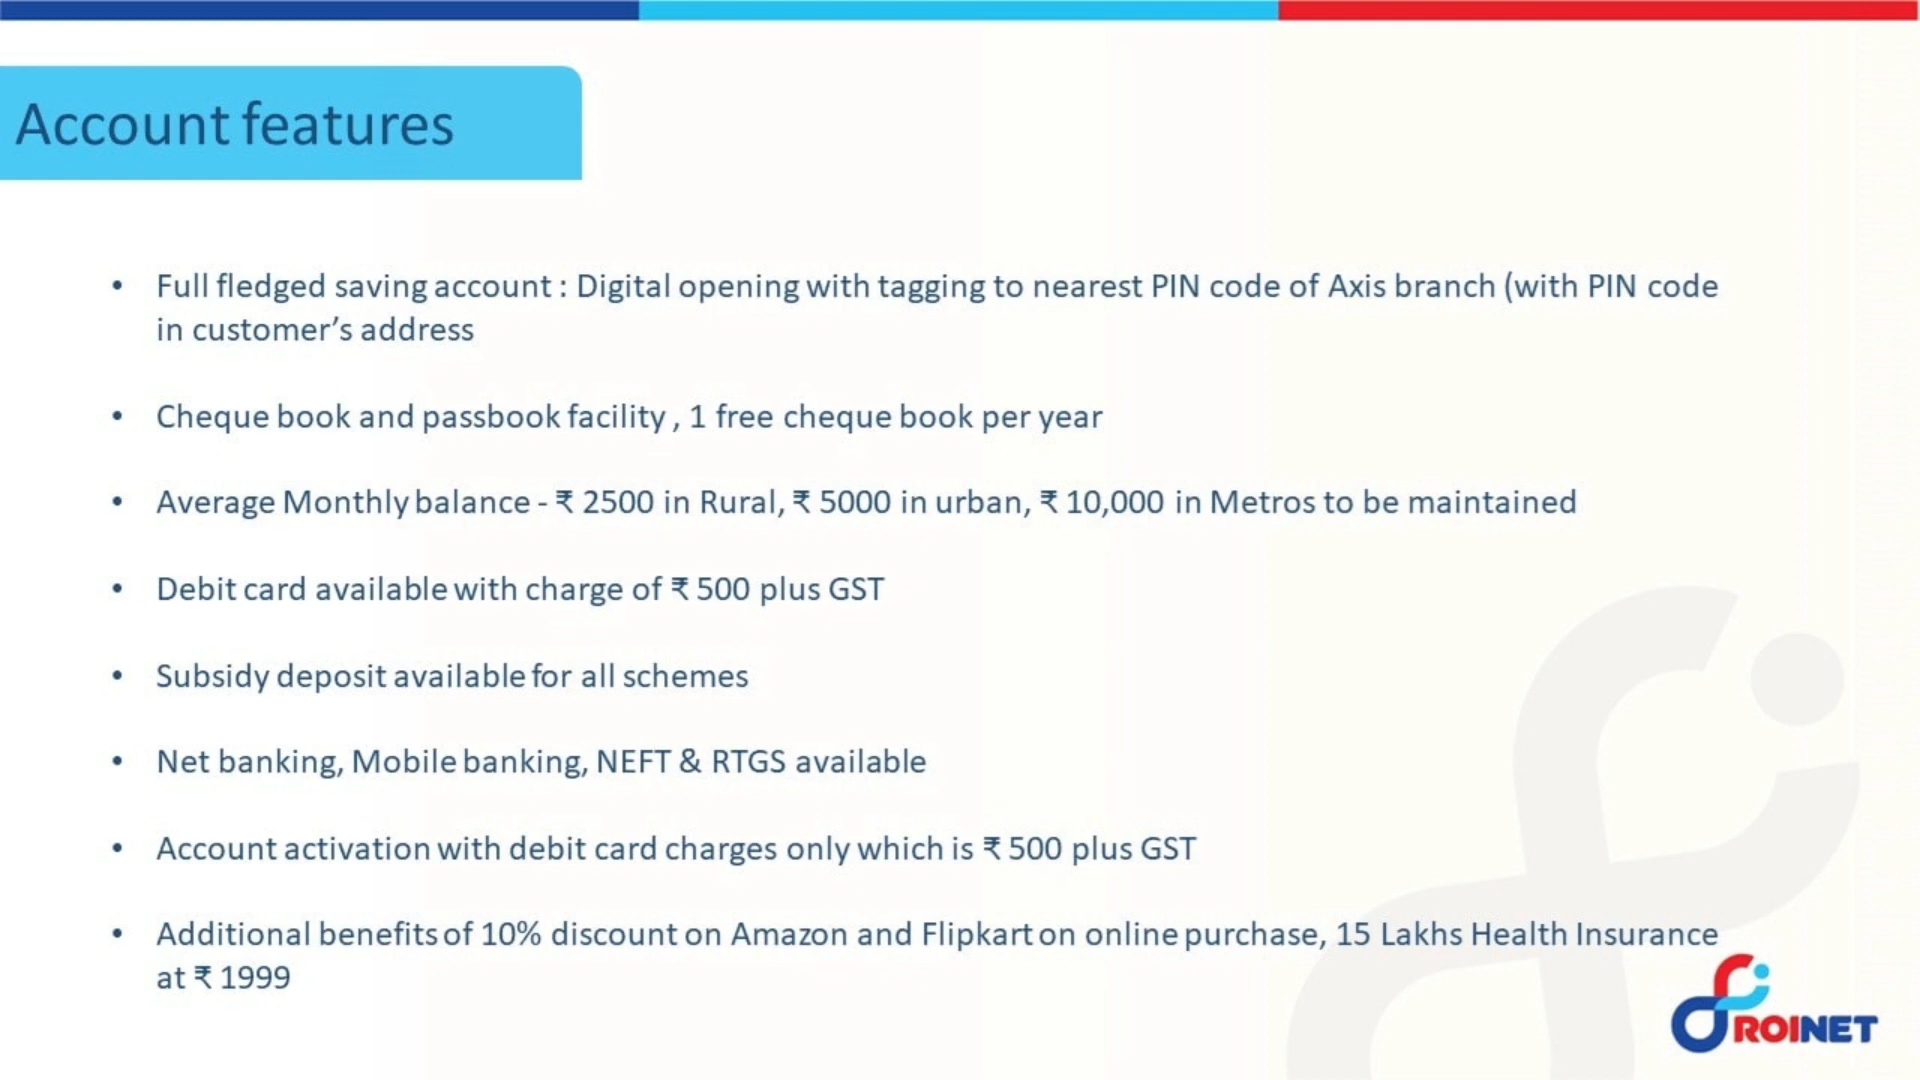 Account features
• Full fledged saving account : Digital opening with tagging to nearest PIN code of Axis branch (with PIN code
in customer’s address
• Cheque book and passbook facility , 1 free cheque book per year
• Average Monthly balance - ₹ 2500 in Rural, ₹ 5000 in urban, ₹ 10,000 in Metros to be maintained
• Debit card available with charge of ₹ 500 plus GST
• Subsidy deposit available for all schemes
• Net banking, Mobile banking, NEFT & RTGS available
• Account activation with debit card charges only which is ₹ 500 plus GST
• Additional benefits of 10% discount on Amazon and Flipkart on online purchase, 15 Lakhs Health Insurance
at ₹ 1999
ROINET